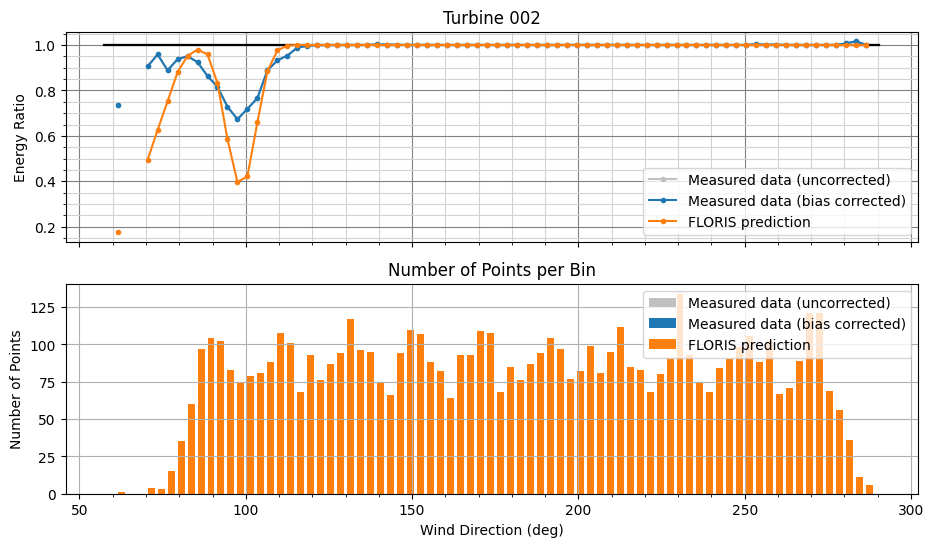 Turbine 002
Energy Ratio
1.0
0.8
0.6
0.4
0.2
Measured data (uncorrected)
Measured data (bias corrected)
FLORIS prediction
Number of Points per Bin
Number of Points
125
100
75
50
25
0
Measured data (uncorrected)
Measured data (bias corrected)
FLORIS prediction
50 100 150 200 250 300
Wind Direction (deg)